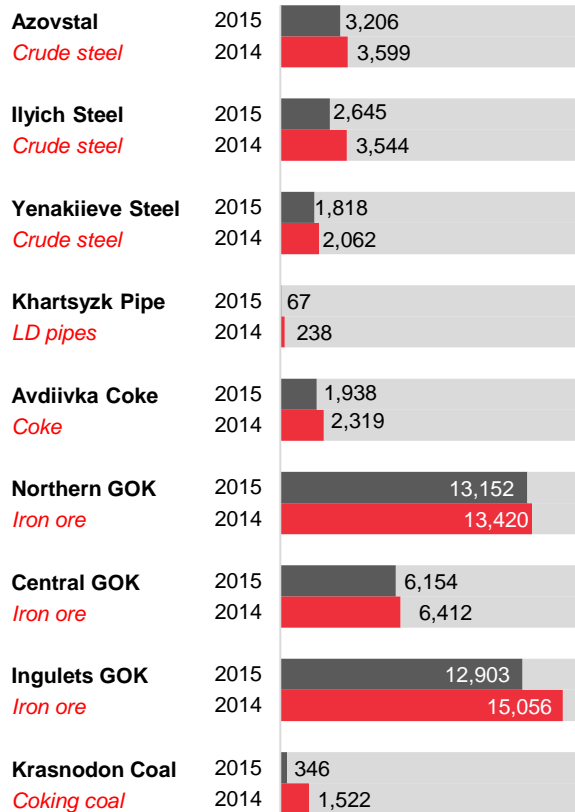 Azovstal 2015 3,206
Crude steel 2014 3,599
Ilyich Steel 2015 2,645
Crude steel 2014 3,544
Yenakiieve Steel 2015 1,818
Crude steel 2014 2,062
Khartsyzk Pipe 2015 67
LD pipes 2014 238
Avdiivka Coke 2015 1,938
Coke 2014 2,319
Northern GOK 2015 13,152
Iron ore 2014 13,420
Central GOK 2015 6,154
Iron ore 2014 6,412
Ingulets GOK 2015 12,903
Iron ore 2014 15,056
Krasnodon Coal 2015 346
Coking coal 2014 1,522